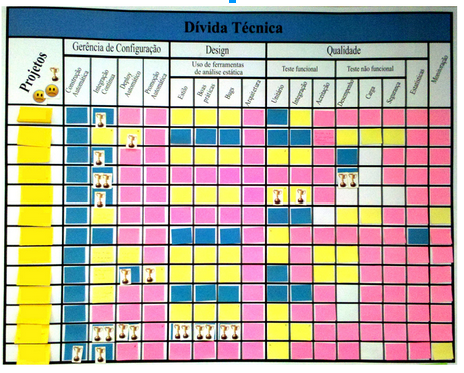 Dívida Técnica
Gerência de Configuração
Design
Qualidade
Uso de ferramentas
de análise estática
Teste funcional
Teste não funcional
Projetos
Construção
Automática
Integração
Contínua
Deploy
Automático
Promoção
Automática
Estilo
Boas
práticas
Bugs
Arquitetura
Unitário
Integração
Aceitação
Desempenho
Carga
Segurança
Estatísticas
Monitoração